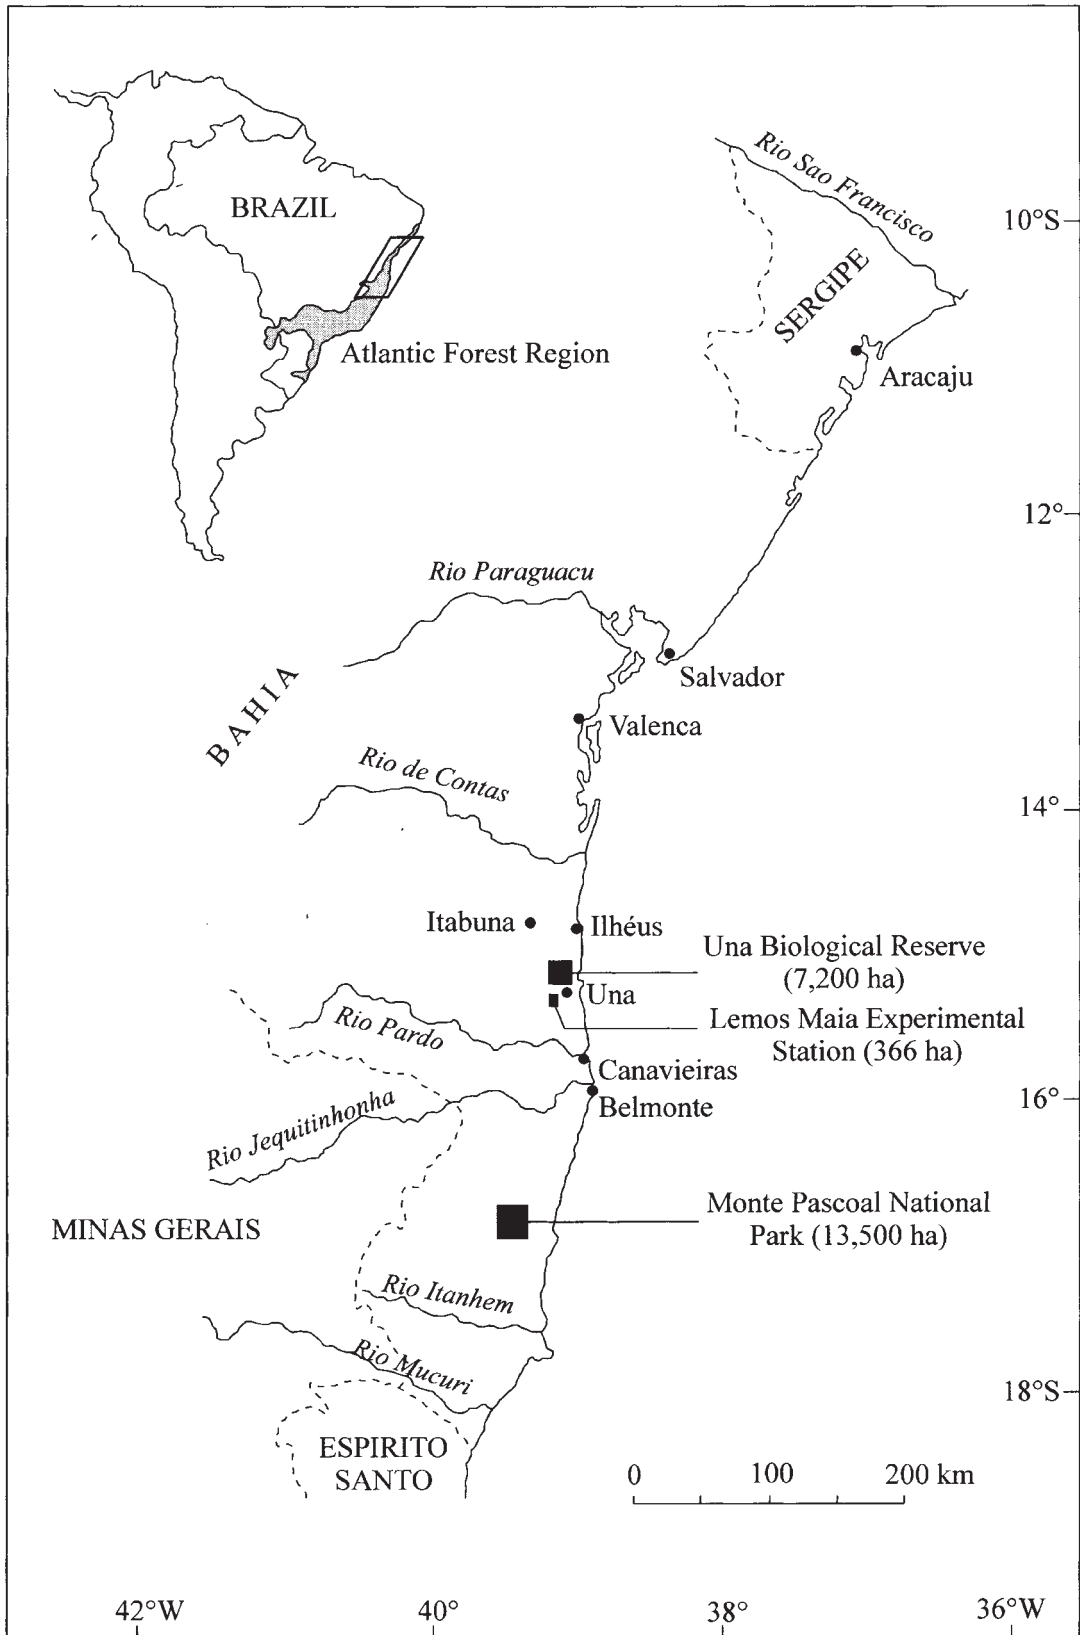 BRAZIL
Atlantic Forest Region
Rio Sao Francisco
10°S
SERGIPE
Aracaju
12°
Rio Paraguacu
BAHIA
Salvador
Valenca
Rio de Contas
14°
Itabuna
Ilhéus
Una Biological Reserve
(7,200 ha)
Una
Lemos Maia Experimental
Station (366 ha)
Rio Pardo
Canavieiras
Belmonte
16°
Rio Jequitinhonha
MINAS GERAIS
Monte Pascoal National
Park (13,500 ha)
Rio Itanhem
Rio Mucuri
18°S
ESPIRITO
SANTO
0 100 200 km
42°W 40° 38° 36°W